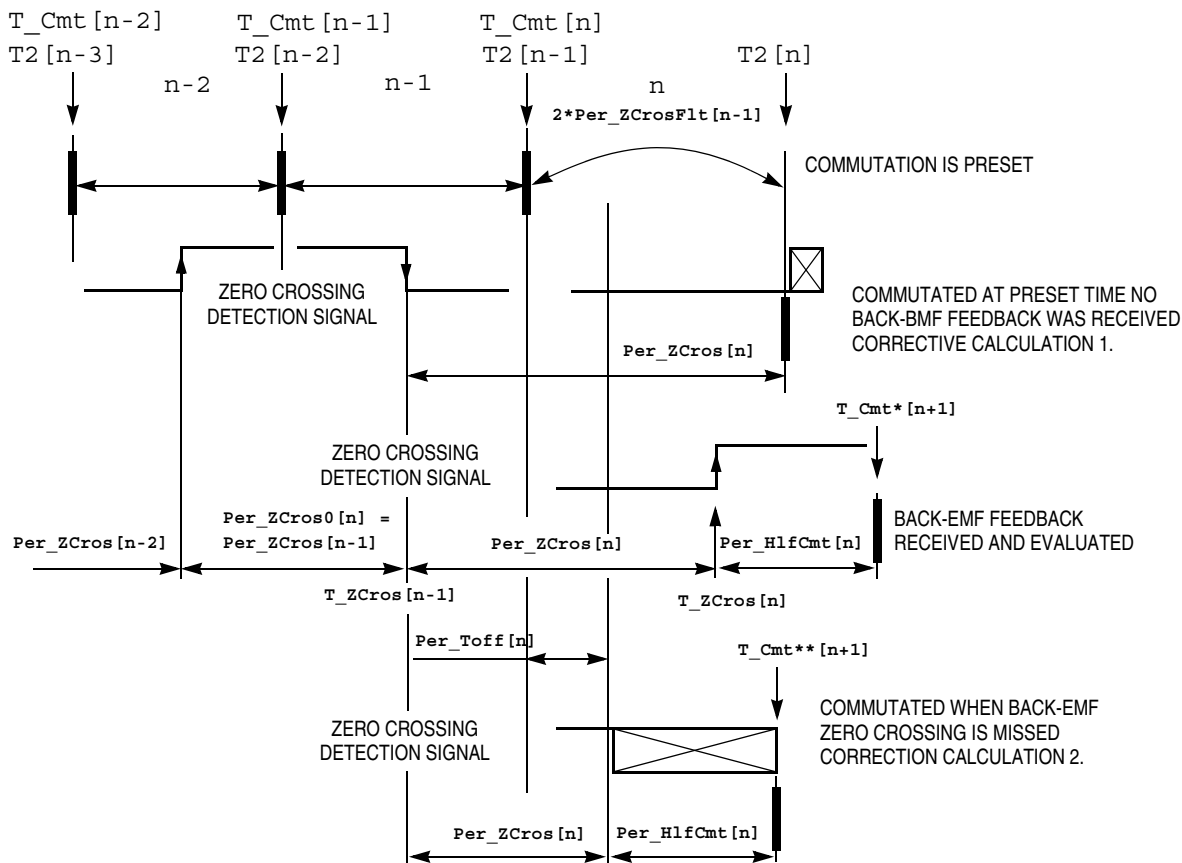 T_Cmt[n-2] T_Cmt[n-1] T_Cmt[n]
T2[n-3] T2[n-2] T2[n-1] T2[n]
n-2 n-1 n
2*Per_ZCrosFlt[n-1]
COMMUTATION IS PRESET
ZERO CROSSING
DETECTION SIGNAL
COMMUTATED AT PRESET TIME NO
BACK-BMF FEEDBACK WAS RECEIVED
CORRECTIVE CALCULATION 1.
Per_ZCros[n]
T_Cmt*[n+1]
ZERO CROSSING
DETECTION SIGNAL
Per_ZCros0[n] =
Per_ZCros[n-2] Per_ZCros[n-1] Per_ZCros[n] Per_HlfCmt[n]
BACK-EMF FEEDBACK
RECEIVED AND EVALUATED
T_ZCros[n-1] T_ZCros[n]
Per_Toff[n]
T_Cmt**[n+1]
ZERO CROSSING
DETECTION SIGNAL
COMMUTATED WHEN BACK-EMF
ZERO CROSSING IS MISSED
CORRECTION CALCULATION 2.
Per_ZCros[n] Per_HlfCmt[n]